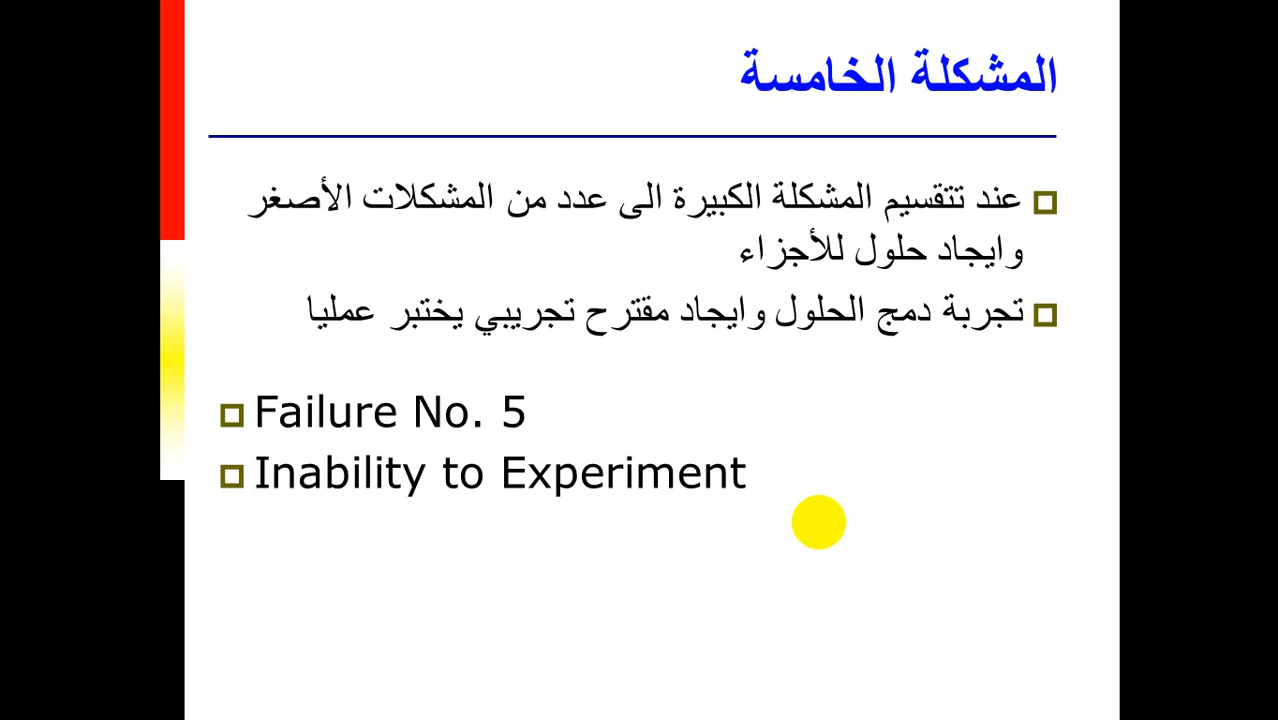 المشكلة الخامسة
عند تتقسيم المشكلة الكبيرة الى عدد من المشكلات الأصغر
وايجاد حلول للأجزاء
تجربة دمج الحلول وايجاد مقترح تجريبي يختبر عمليا
Failure No. 5
Inability to Experiment